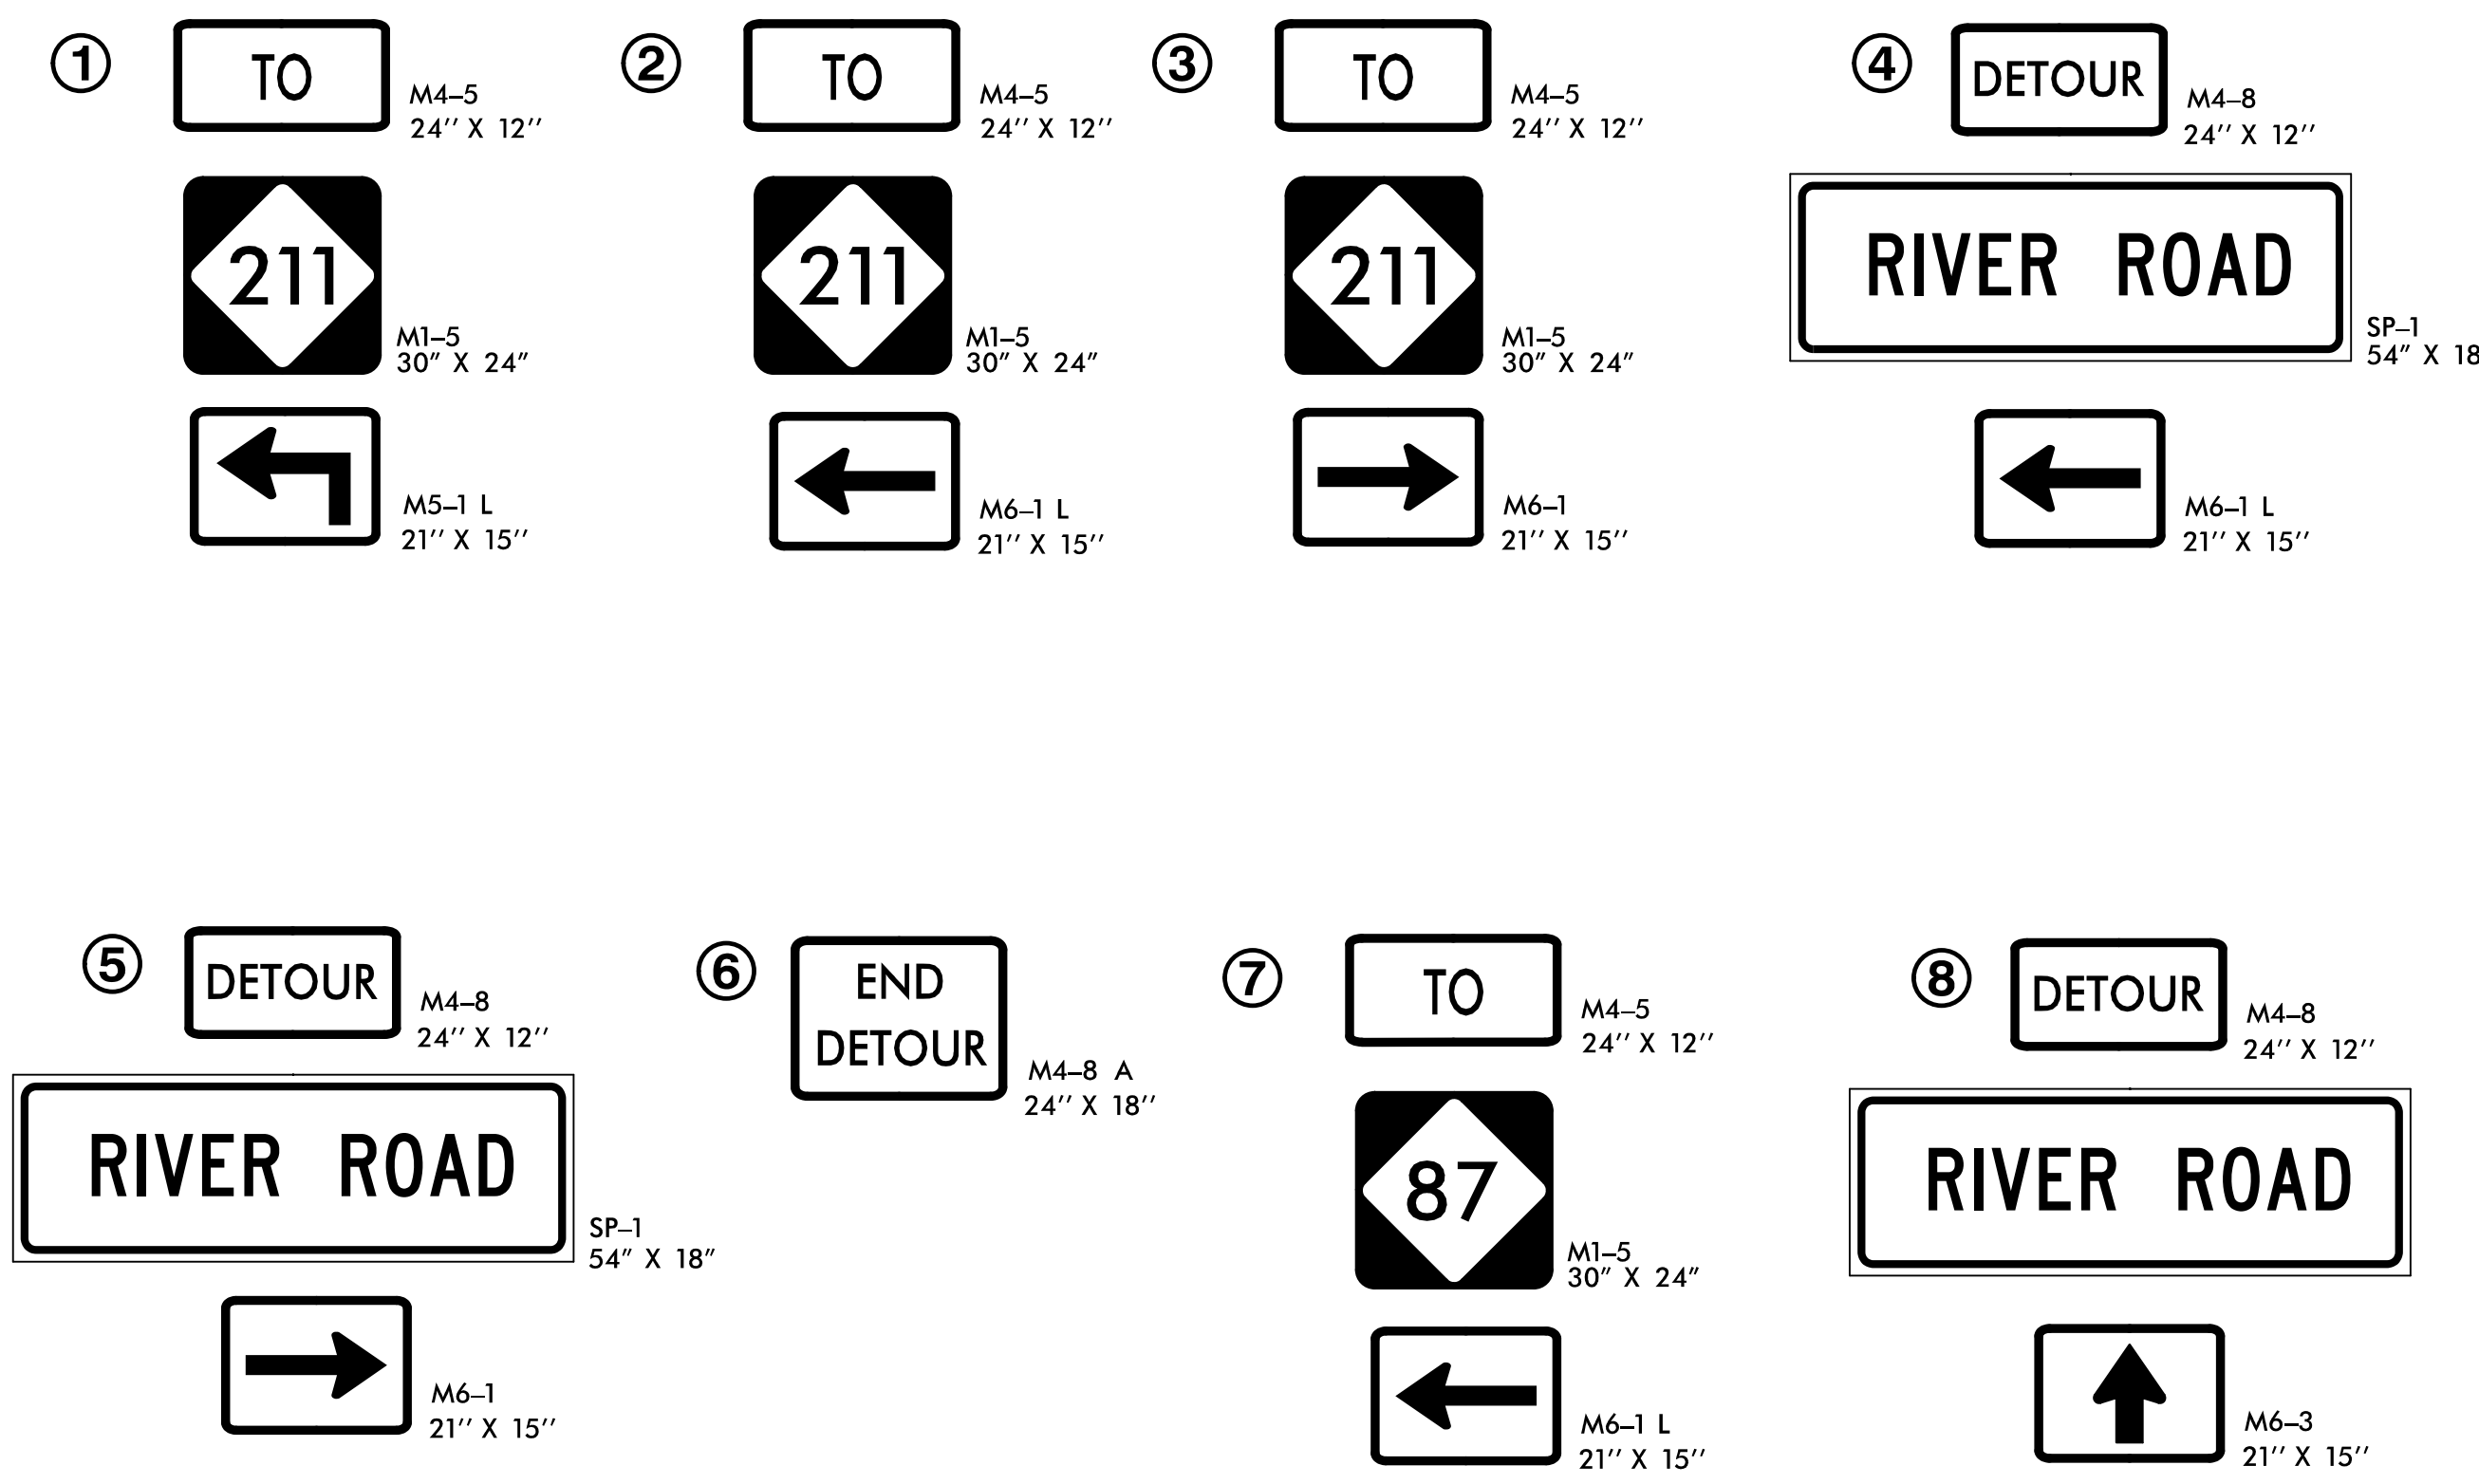 1
TO
M4–5
24'' X 12''
211
M1–5
30" X 24"
M5–1 L
21'' X 15''
2
TO
M4–5
24'' X 12''
211
M1–5
30" X 24"
M6–1 L
21'' X 15''
3
TO
M4–5
24'' X 12''
211
M1–5
30" X 24"
M6–1
21'' X 15''
4
DETOUR
M4–8
24'' X 12''
RIVER ROAD
SP–1
54" X 18
M6–1 L
21'' X 15''
5
DETOUR
M4–8
24'' X 12''
RIVER ROAD
SP–1
54" X 18"
M6–1
21'' X 15''
6
END
DETOUR
M4–8 A
24'' X 18''
7
TO
M4–5
24'' X 12''
87
M1–5
30" X 24"
M6–1 L
21'' X 15''
8
DETOUR
M4–8
24'' X 12''
RIVER ROAD
M6–3
21'' X 15''